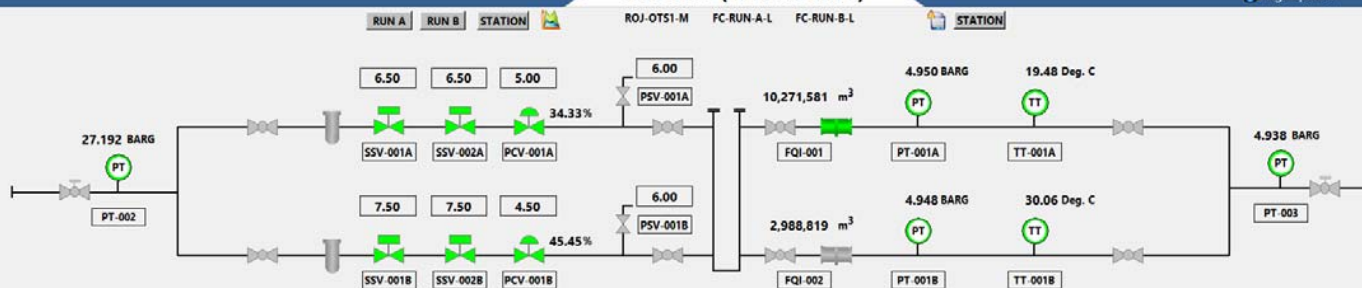 RUN A RUN B STATION ROJ-OTS1-M FC-RUN-A-L FC-RUN-B-L STATION
6.50 6.50 5.00 6.00 4.950 BARG 19.48 Deg. C
PSV-001A 10,271,581 m3 PT TT
34.33%
27.192 BARG SSV-001A SSV-002A PCV-001A FQI-001 PT-001A TT-001A 4.938 BARG
PT PT
7.50 7.50 4.50 6.00 4.948 BARG 30.06 Deg. C
PT-002 PSV-001B 2,988,819 m3 PT TT PT-003
45.45%
SSV-001B SSV-002B PCV-001B FQI-002 PT-001B TT-001B